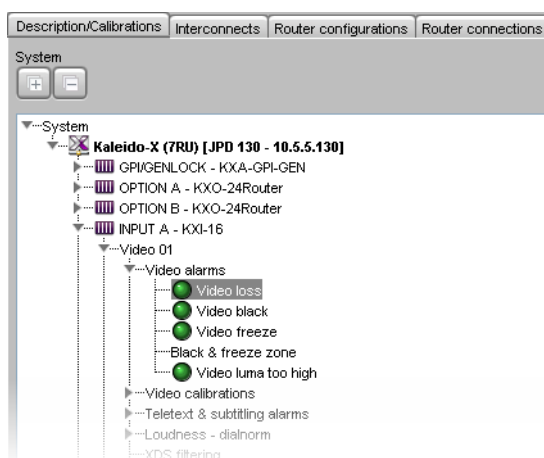 Description/Calibrations Interconnects Router configurations Router connections
System
System
Kaleido-X (7RU) [JPD 130 - 10.5.5.130]
GPI/GENLOCK - KXA-GPI-GEN
OPTION A - KXO-24Router
OPTION B - KXO-24Router
INPUT A - KXI-16
Video 01
Video alarms
Video loss
Video black
Video freeze
Black & freeze zone
Video luma too high
Video calibrations
Teletext & subtitling alarms
Loudness - dialnorm
XDS filtering